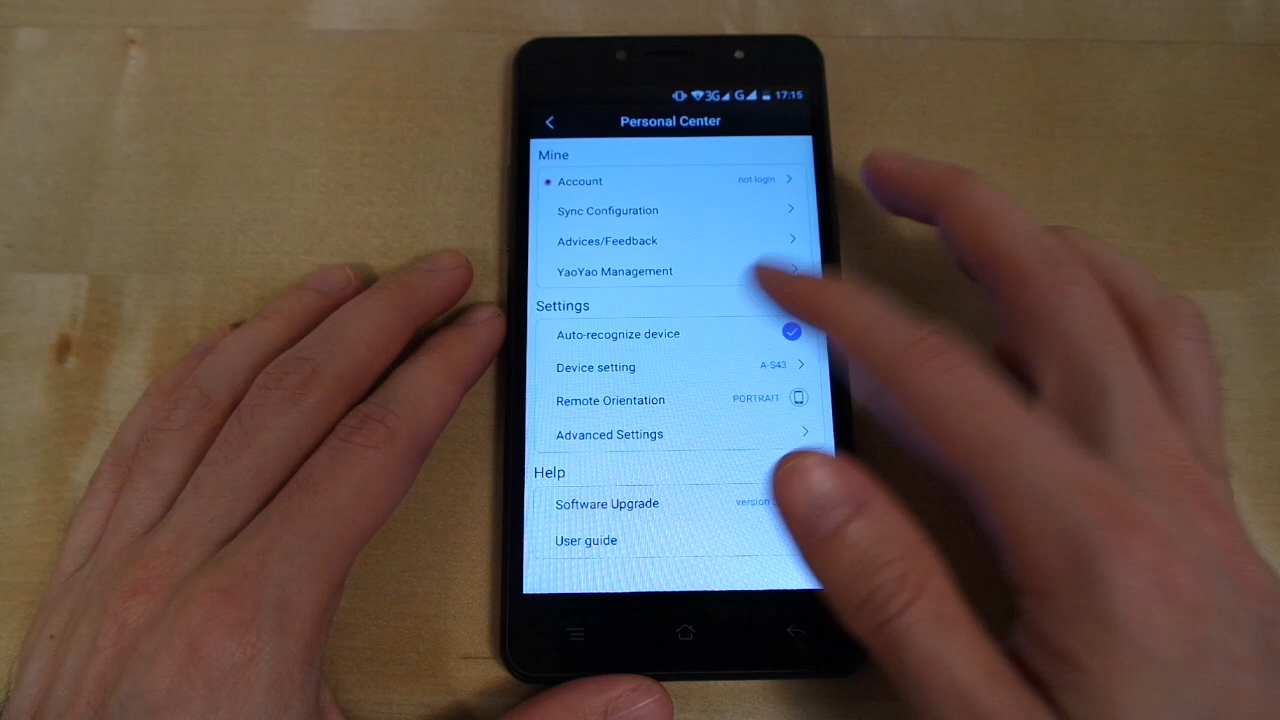 3G G 17:15
Personal Center
Mine
Account not login
Sync Configuration
Advices/Feedback
YaoYao Management
Settings
Auto-recognize device
Device setting A-S43
Remote Orientation PORTRAIT
Advanced Settings
Help
Software Upgrade version
User guide